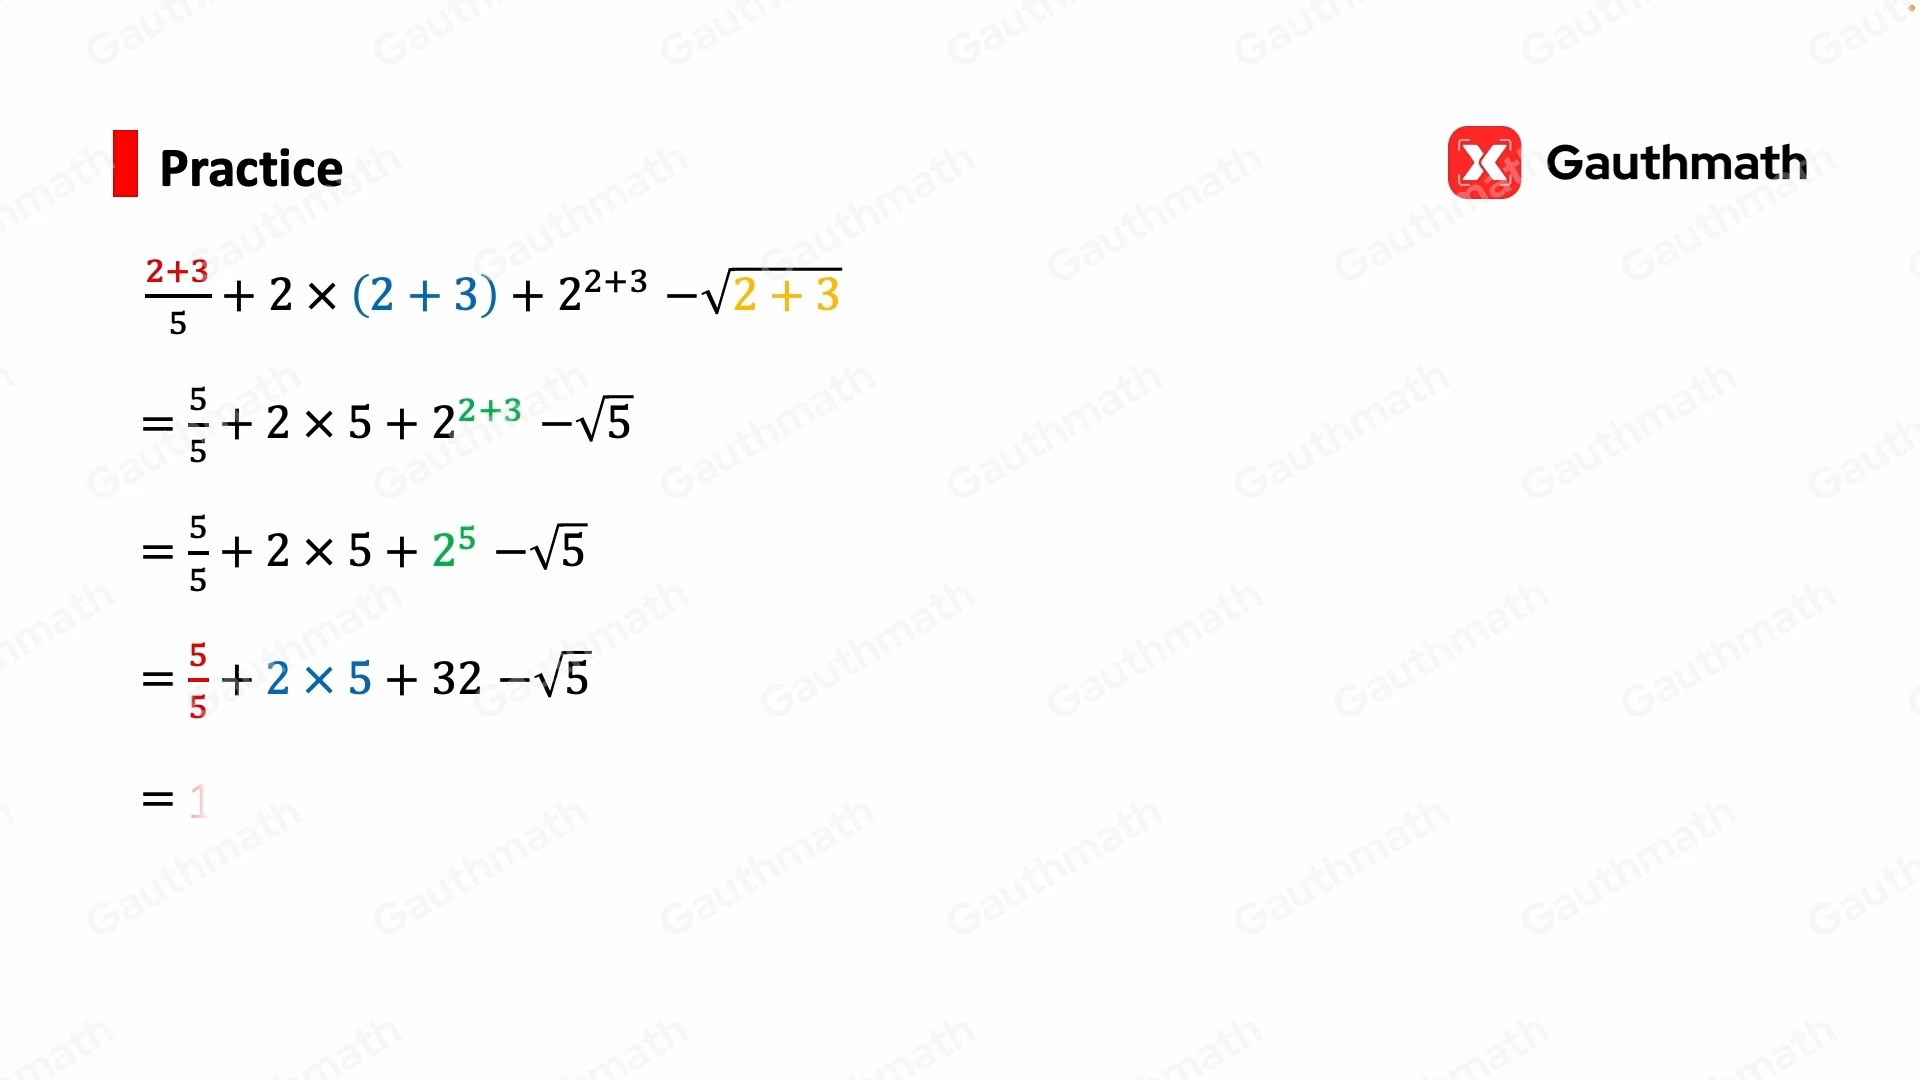 Practice
Gauthmath
(2+3)/5 + 2 × (2 + 3) + 2^(2+3) − √(2 + 3)
= 5/5 + 2 × 5 + 2^(2+3) − √5
= 5/5 + 2 × 5 + 2^5 − √5
= 5/5 + 2 × 5 + 32 − √5
= 1